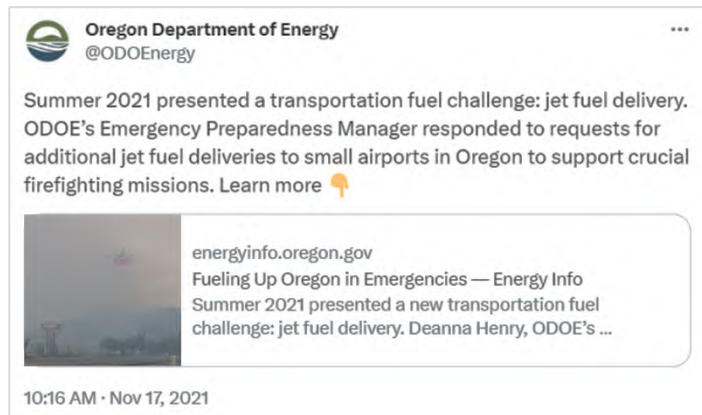 Oregon Department of Energy
@ODOEnergy
Summer 2021 presented a transportation fuel challenge: jet fuel delivery.
ODOE's Emergency Preparedness Manager responded to requests for
additional jet fuel deliveries to small airports in Oregon to support crucial
firefighting missions. Learn more 👇
energyinfo.oregon.gov
Fueling Up Oregon in Emergencies — Energy Info
Summer 2021 presented a new transportation fuel
challenge: jet fuel delivery. Deanna Henry, ODOE's ...
10:16 AM · Nov 17, 2021